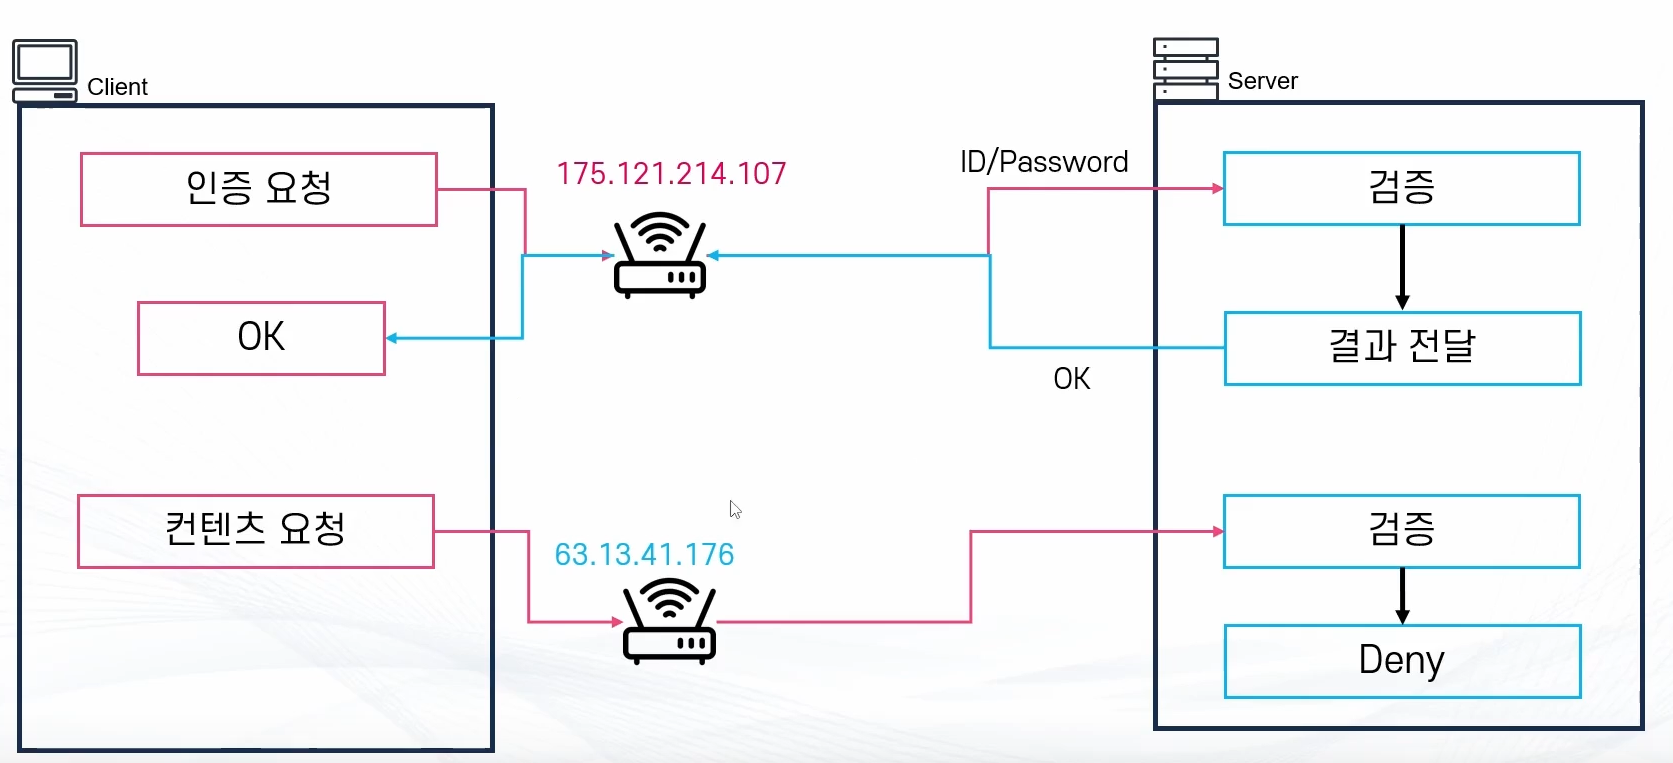 Client
Server
인증 요청
175.121.214.107
ID/Password
검증
OK
결과 전달
OK
컨텐츠 요청
63.13.41.176
검증
Deny